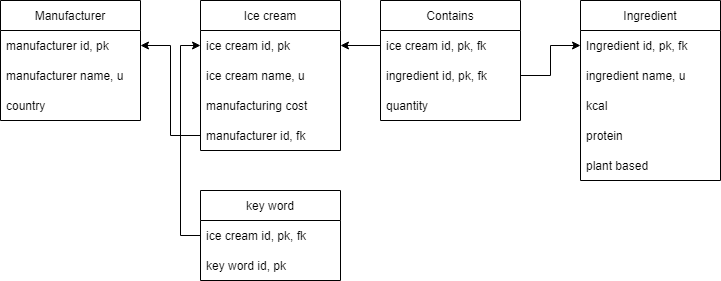 Manufacturer
manufacturer id, pk
manufacturer name, u
country
Ice cream
ice cream id, pk
ice cream name, u
manufacturing cost
manufacturer id, fk
Contains
ice cream id, pk, fk
ingredient id, pk, fk
quantity
Ingredient
Ingredient id, pk, fk
ingredient name, u
kcal
protein
plant based
key word
ice cream id, pk, fk
key word id, pk